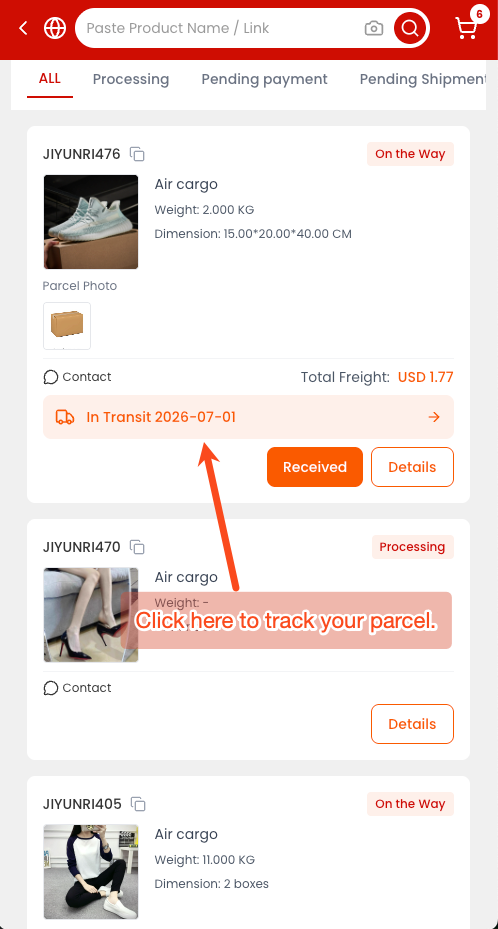 Paste Product Name / Link
6
ALL
Processing
Pending payment
Pending Shipment
JIYUNRI476
On the Way
Air cargo
Weight: 2.000 KG
Dimension: 15.00*20.00*40.00 CM
Parcel Photo
Contact
Total Freight: USD 1.77
In Transit 2026-07-01
Received
Details
JIYUNRI470
Processing
Air cargo
Weight: -
Click here to track your parcel.
Contact
Details
JIYUNRI405
On the Way
Air cargo
Weight: 11.000 KG
Dimension: 2 boxes